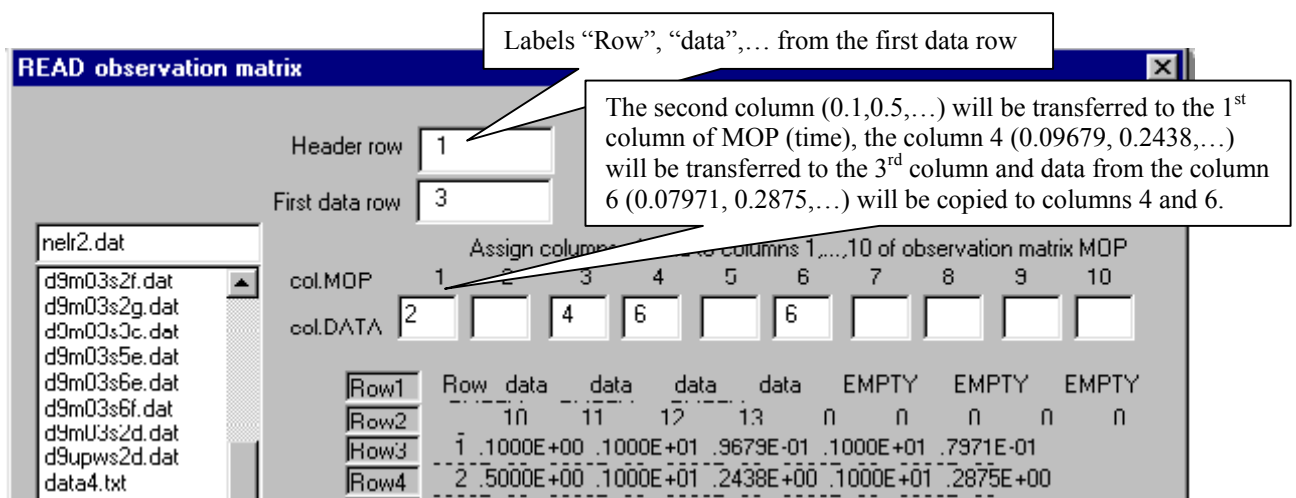 Labels “Row”, “data”,… from the first data row
READ observation matrix
The second column (0.1,0.5,…) will be transferred to the 1st
column of MOP (time), the column 4 (0.09679, 0.2438,…)
will be transferred to the 3rd column and data from the column
6 (0.07971, 0.2875,…) will be copied to columns 4 and 6.
Header row 1
First data row 3
nelr2.dat
Assign columns to columns 1,...,10 of observation matrix MOP
d9m03s2f.dat
d9m03s2g.dat
d9m03s3c.dat
d9m03s5e.dat
d9m03s6e.dat
d9m03s6f.dat
d9m03s2d.dat
d9upws2d.dat
data4.txt
col.MOP 1 2 3 4 5 6 7 8 9 10
col.DATA 2 4 6 6
Row1 Row data data data data EMPTY EMPTY EMPTY
Row2 10 11 12 13 0 0 0 0 0
Row3 1 .1000E+00 .1000E+01 .9679E-01 .1000E+01 .7971E-01
Row4 2 .5000E+00 .1000E+01 .2438E+00 .1000E+01 .2875E+00